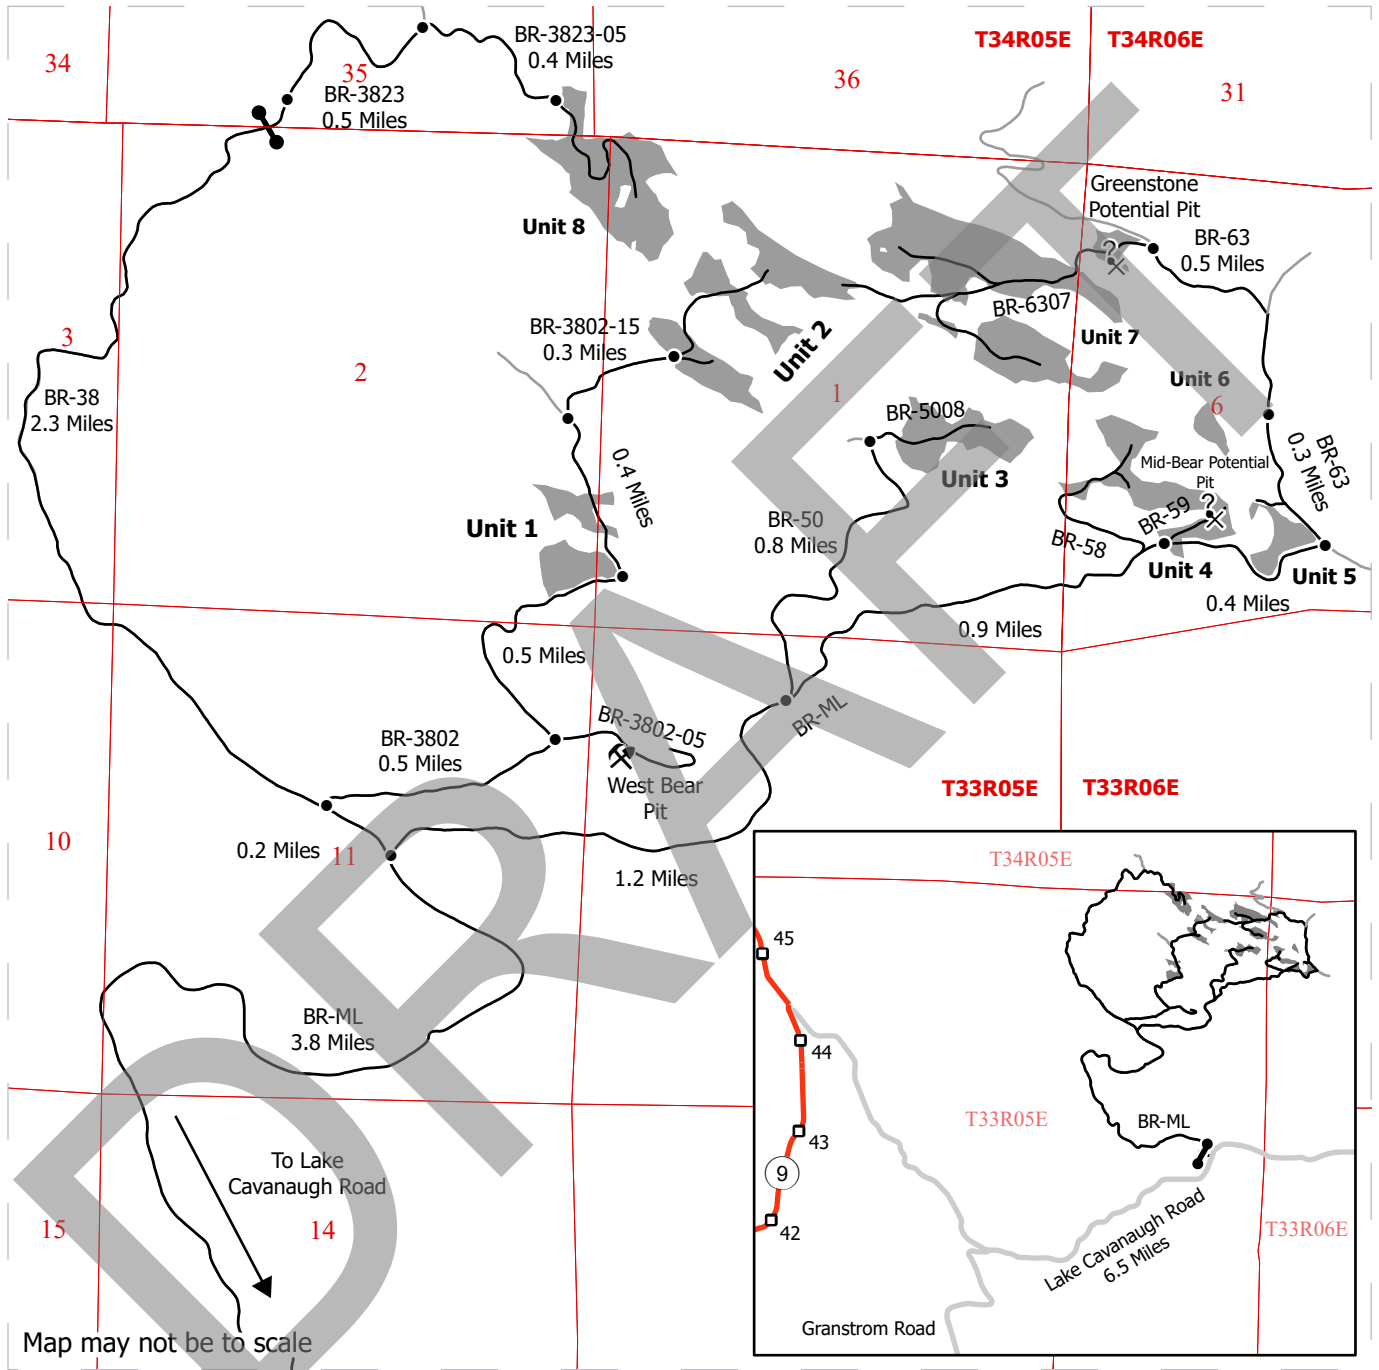 34
35
36
31
T34R05E
T34R06E
BR-3823-05
0.4 Miles
BR-3823
0.5 Miles
Unit 8
Greenstone
Potential Pit
?
BR-63
0.5 Miles
3
2
1
6
BR-38
2.3 Miles
BR-3802-15
0.3 Miles
Unit 2
BR-6307
Unit 7
Unit 6
BR-5008
Unit 3
0.4 Miles
Unit 1
BR-50
0.8 Miles
Mid-Bear Potential
Pit
?
BR-59
BR-58
BR-63
0.3 Miles
Unit 4
Unit 5
0.4 Miles
0.9 Miles
0.5 Miles
BR-ML
BR-3802
0.5 Miles
BR-3802-05
West Bear
Pit
T33R05E
T33R06E
10
0.2 Miles
11
1.2 Miles
BR-ML
3.8 Miles
To Lake
Cavanaugh Road
15
14
Map may not be to scale
DRAFT
T34R05E
45
44
43
9
42
T33R05E
BR-ML
T33R06E
Lake Cavanaugh Road
6.5 Miles
Granstrom Road